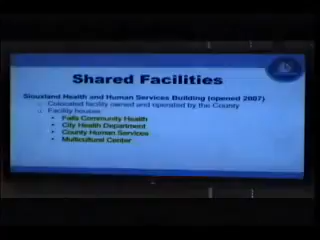 Shared Facilities
Siouxland Health and Human Services Building (opened 2007)
Colocated facility owned and operated by the County
Facility houses
Falls Community Health
City Health Department
County Human Services
Multicultural Center